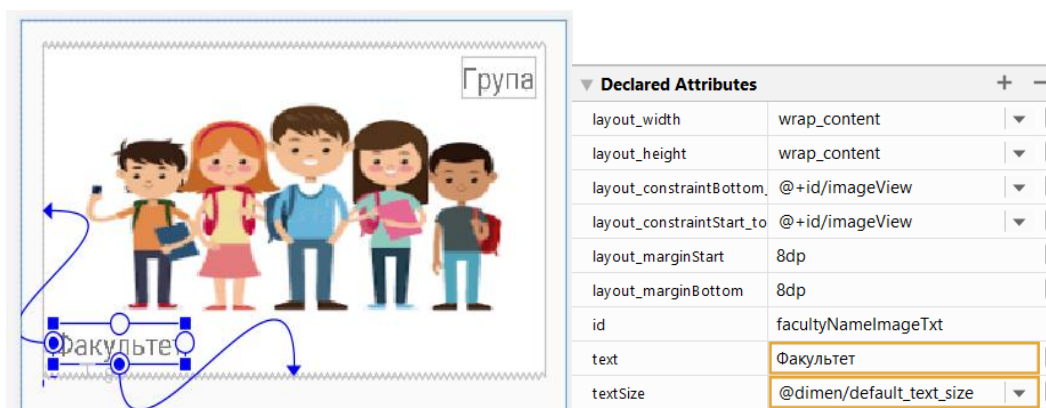 Група
Факультет
Declared Attributes
layout_width wrap_content
layout_height wrap_content
layout_constraintBottom_ @+id/imageView
layout_constraintStart_to @+id/imageView
layout_marginStart 8dp
layout_marginBottom 8dp
id facultyNameImageTxt
text Факультет
textSize @dimen/default_text_size